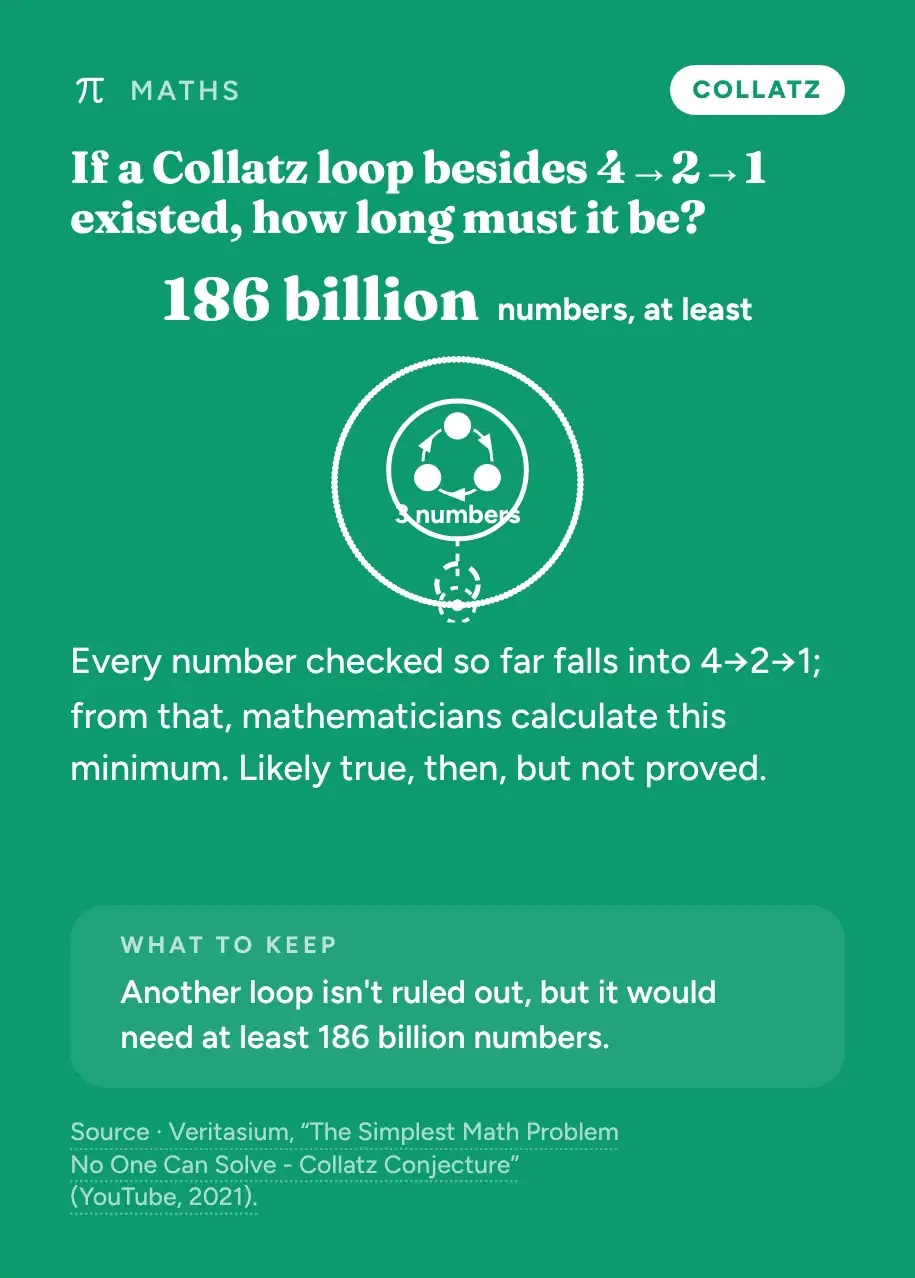 π MATHS
COLLATZ
If a Collatz loop besides 4→2→1
existed, how long must it be?
186 billion numbers, at least
3 numbers
Every number checked so far falls into 4→2→1;
from that, mathematicians calculate this
minimum. Likely true, then, but not proved.
WHAT TO KEEP
Another loop isn't ruled out, but it would
need at least 186 billion numbers.
Source · Veritasium, “The Simplest Math Problem
No One Can Solve - Collatz Conjecture”
(YouTube, 2021).